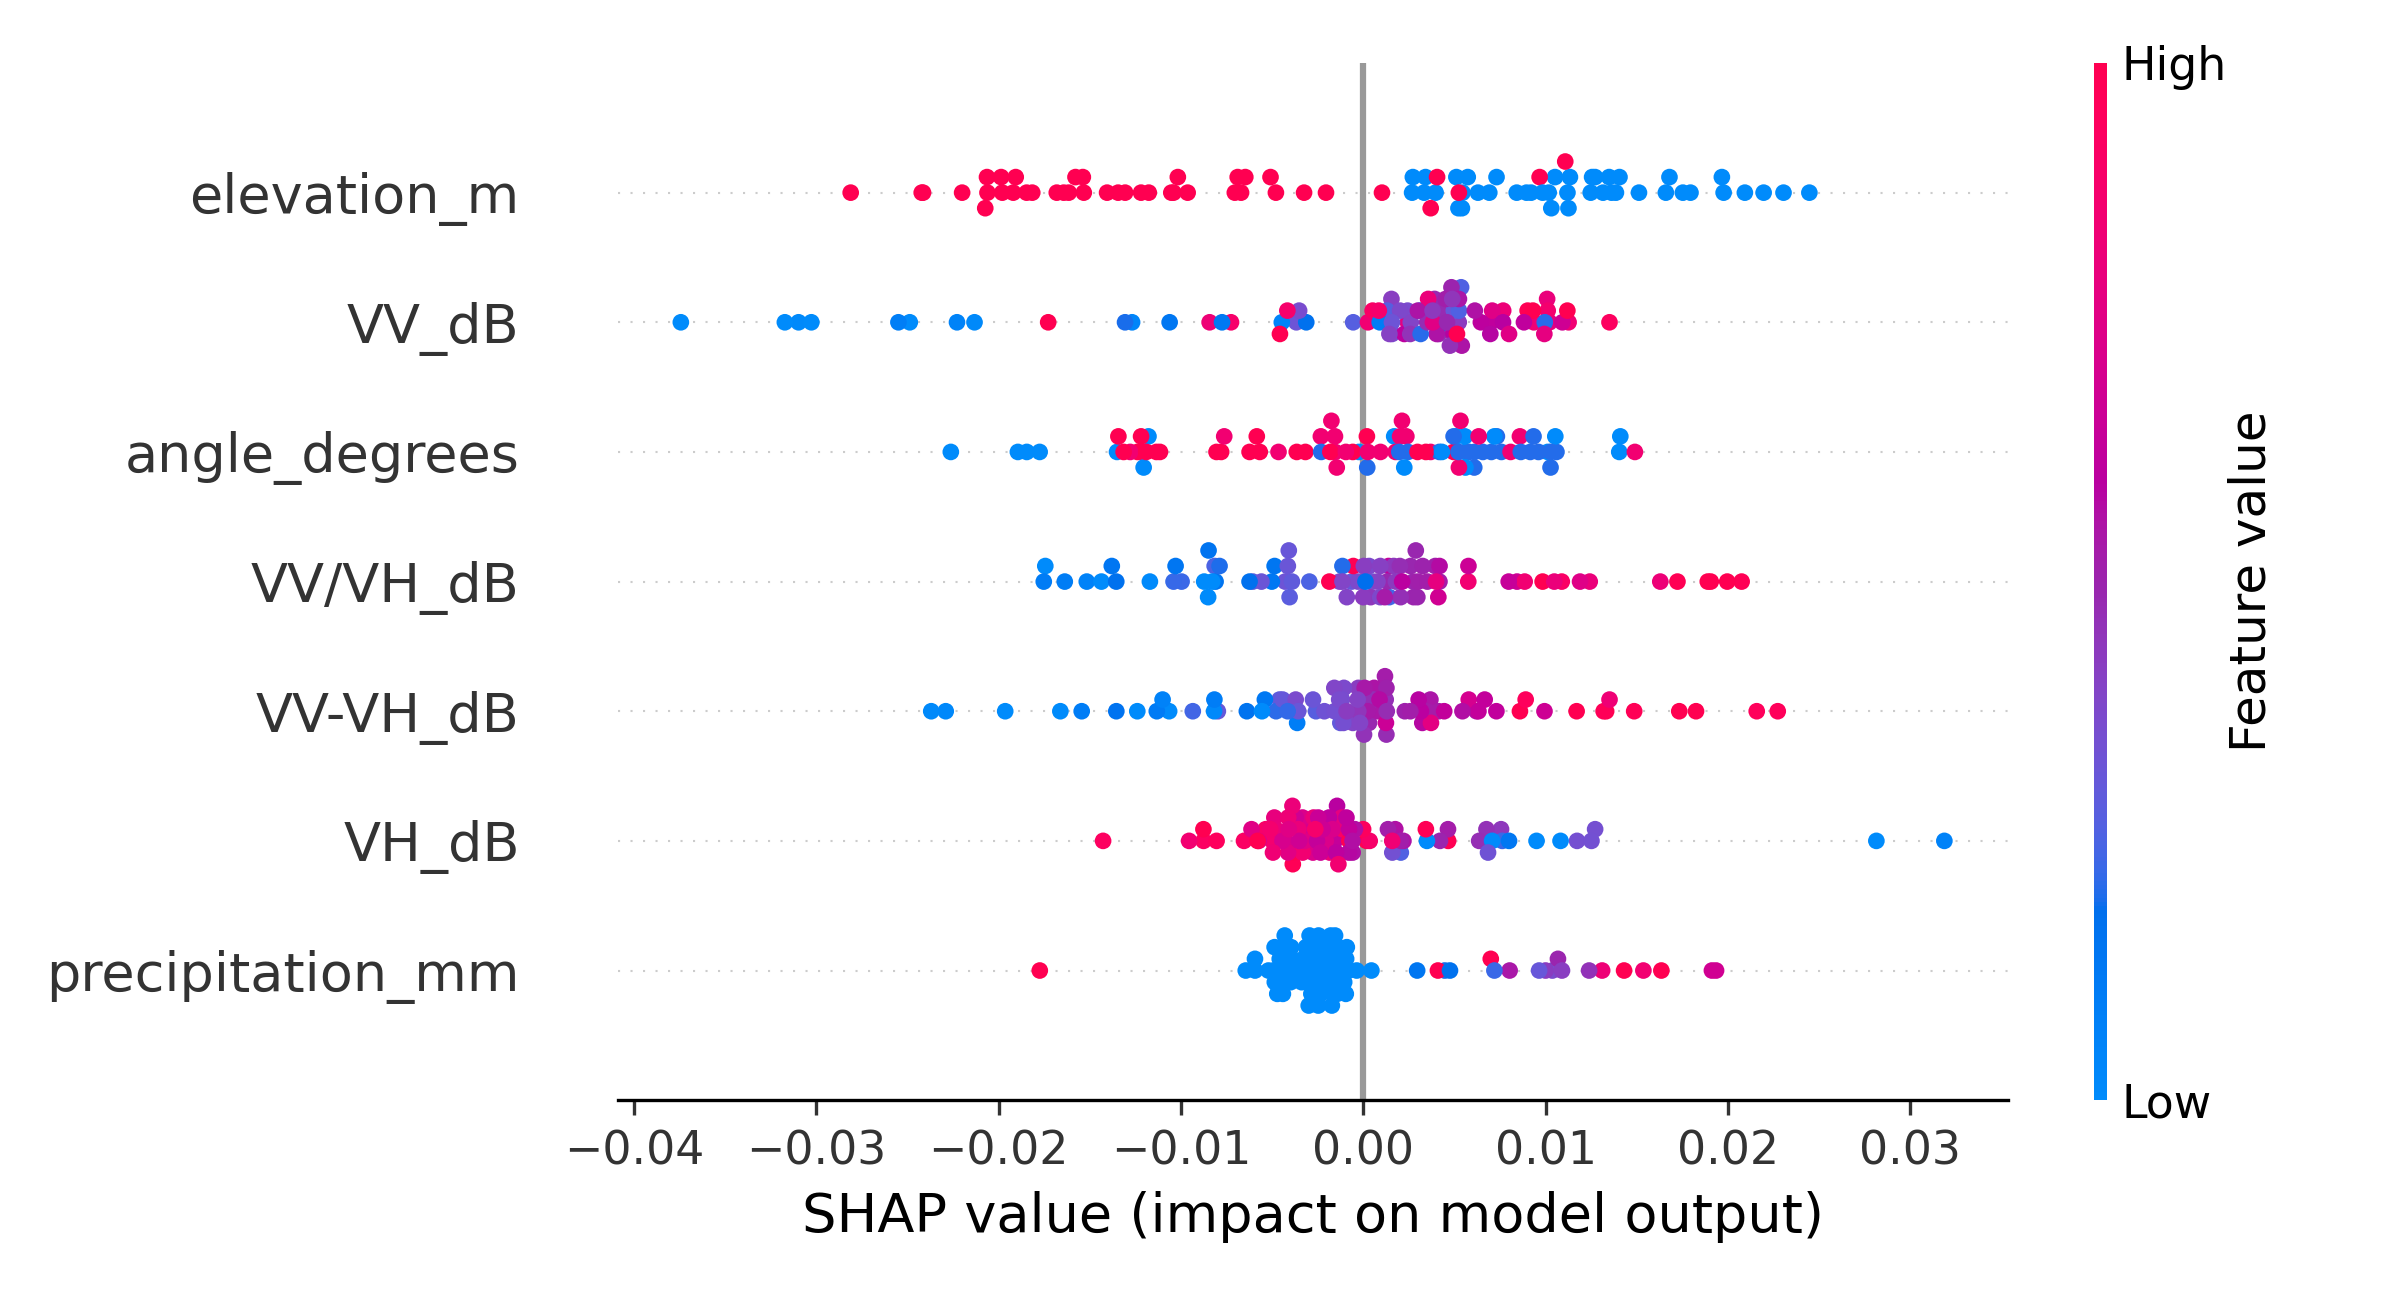 High
elevation_m
VV_dB
angle_degrees
VV/VH_dB
VV-VH_dB
VH_dB
precipitation_mm
Feature value
Low
−0.04 −0.03 −0.02 −0.01 0.00 0.01 0.02 0.03
SHAP value (impact on model output)